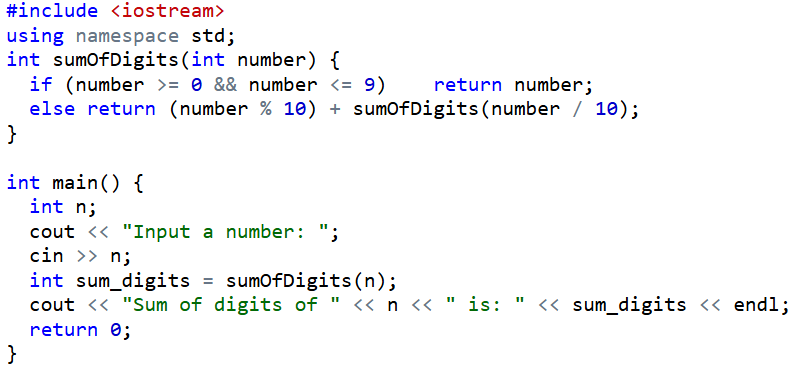 #include <iostream>
using namespace std;
int sumOfDigits(int number) {
  if (number >= 0 && number <= 9)    return number;
  else return (number % 10) + sumOfDigits(number / 10);
}

int main() {
  int n;
  cout << "Input a number: ";
  cin >> n;
  int sum_digits = sumOfDigits(n);
  cout << "Sum of digits of " << n << " is: " << sum_digits << endl;
  return 0;
}